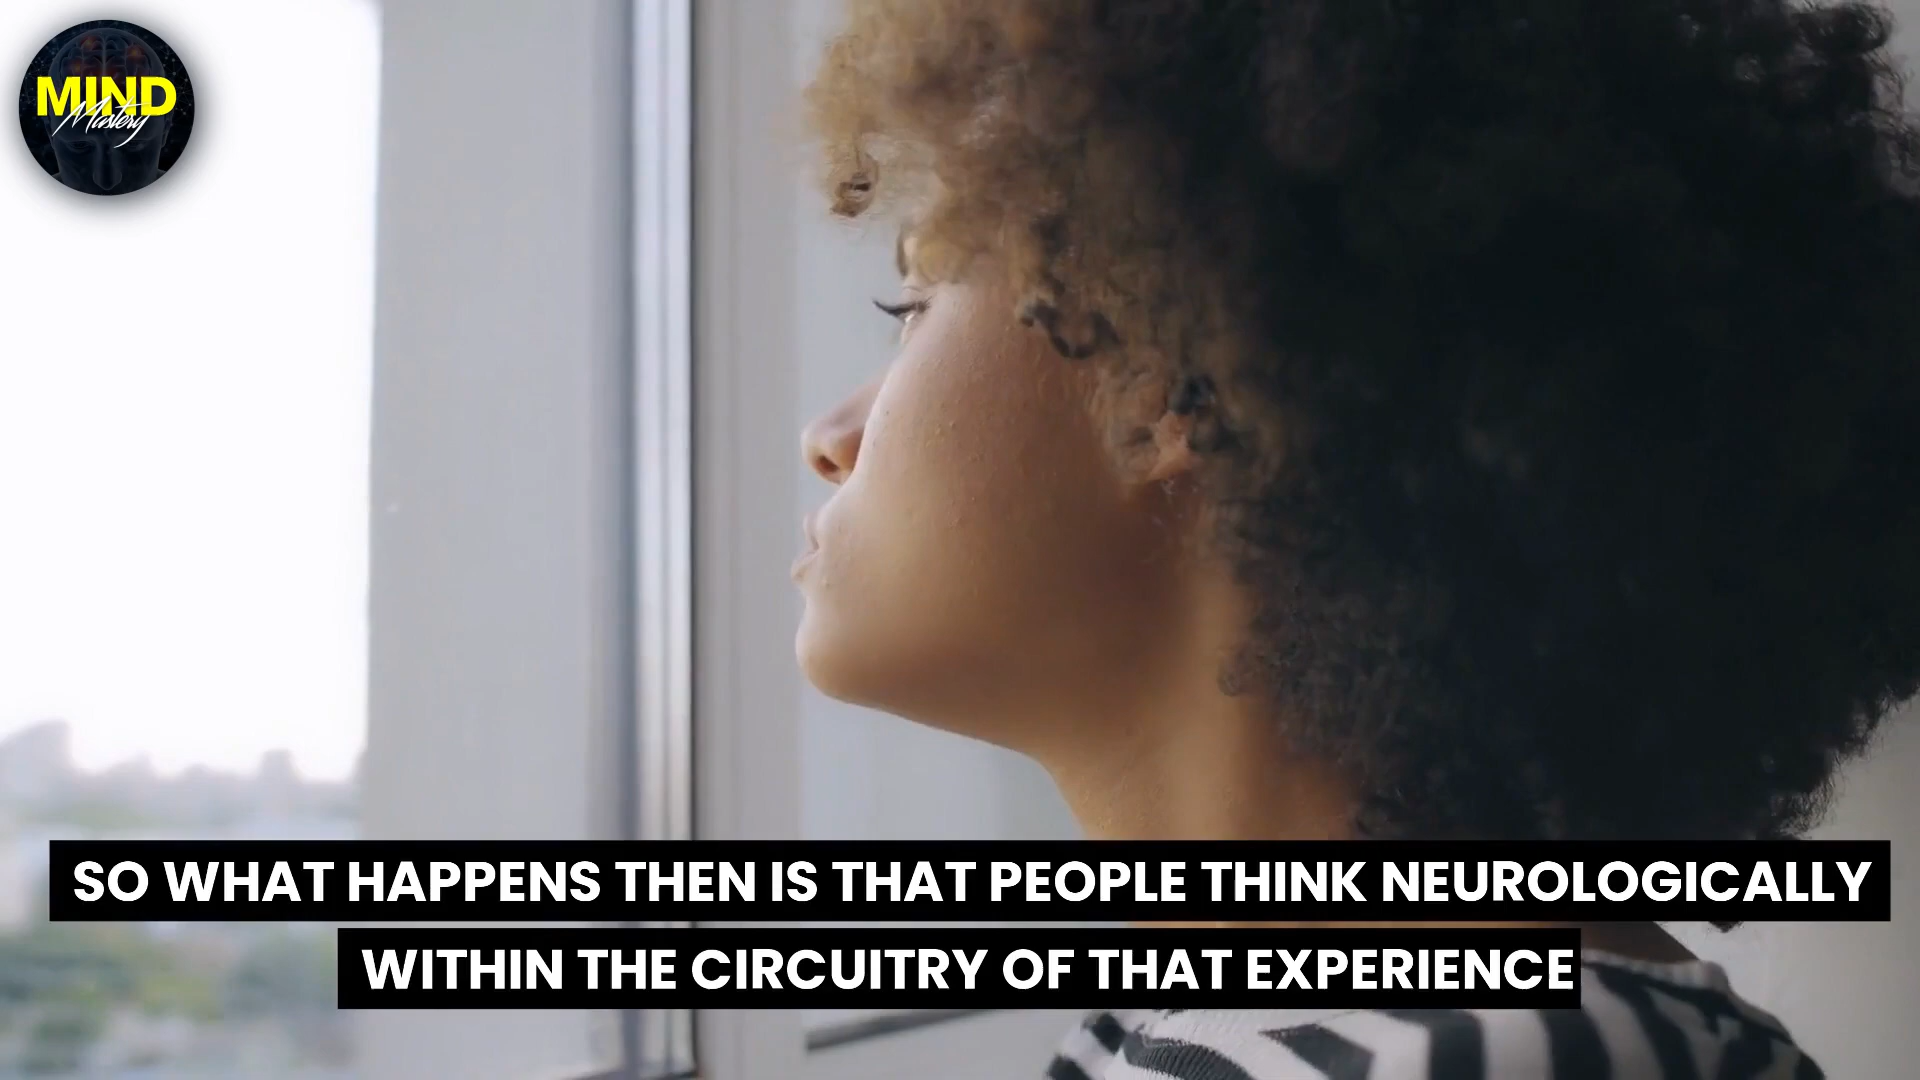 MIND
Mastery
SO WHAT HAPPENS THEN IS THAT PEOPLE THINK NEUROLOGICALLY
WITHIN THE CIRCUITRY OF THAT EXPERIENCE